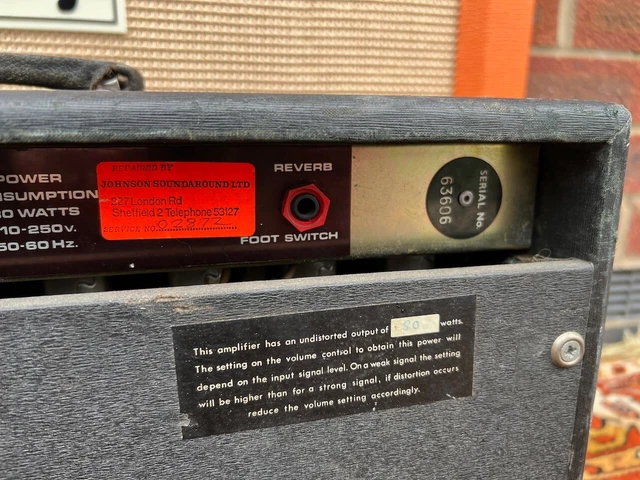 POWER
NSUMPTION
0 WATTS
10-250v.
50-60 Hz.
REPAIRED BY
JOHNSON SOUNDAROUND LTD
227 London Rd
Sheffield 2 Telephone 53127
SERVICE No. 02872
REVERB
FOOT SWITCH
SERIAL No.
63606
This amplifier has an undistorted output of 50 watts.
The setting on the volume control to obtain this power will
depend on the input signal level. On a weak signal the setting
will be higher than for a strong signal, if distortion occurs
reduce the volume setting accordingly.